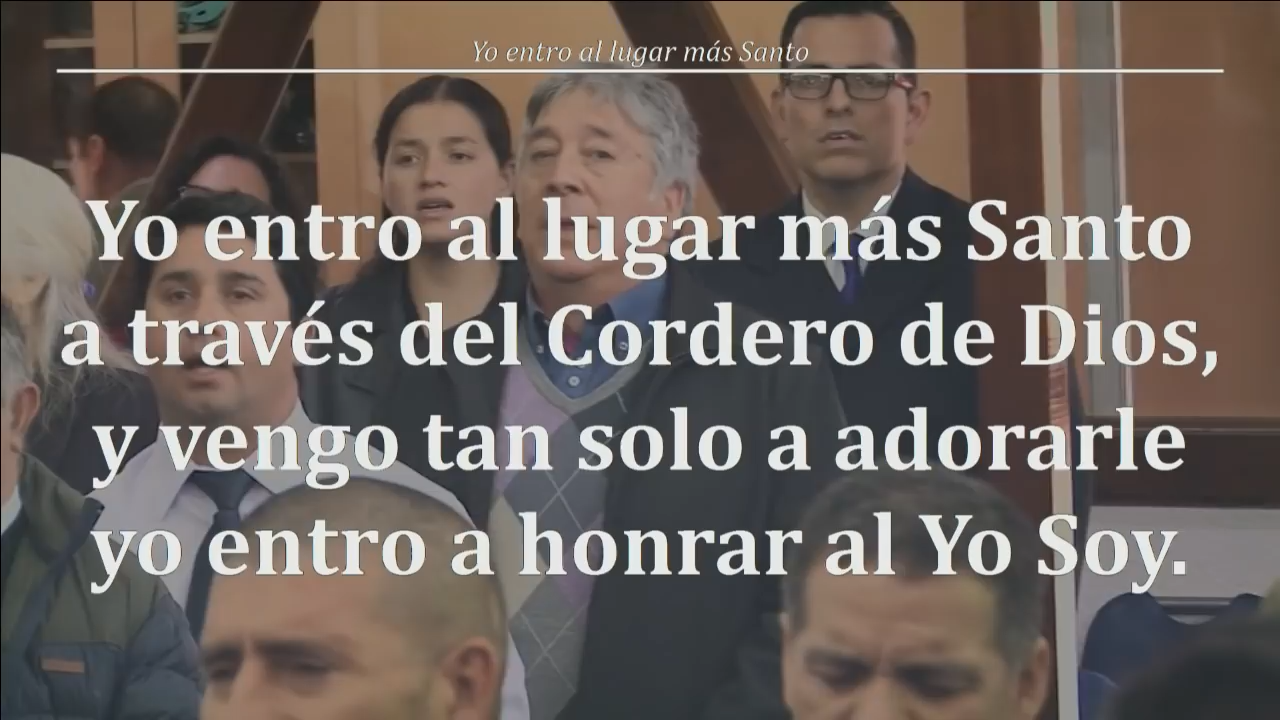 Yo entro al lugar más Santo
Yo entro al lugar más Santo
a través del Cordero de Dios,
y vengo tan solo a adorarle
yo entro a honrar al Yo Soy.